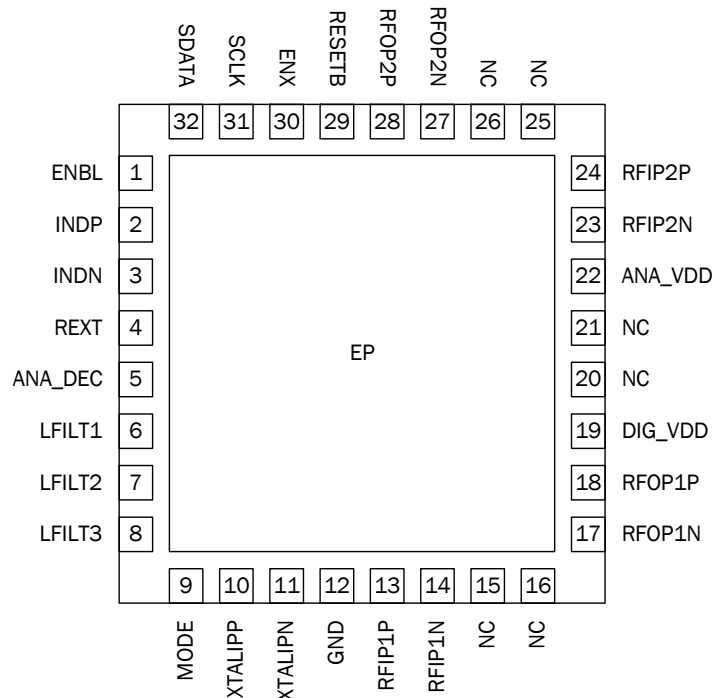 SDATA
SCLK
ENX
RESETB
RFOP2P
RFOP2N
NC
NC
32
31
30
29
28
27
26
25
ENBL 1
INDP 2
INDN 3
REXT 4
ANA_DEC 5
LFILT1 6
LFILT2 7
LFILT3 8
EP
24 RFIP2P
23 RFIP2N
22 ANA_VDD
21 NC
20 NC
19 DIG_VDD
18 RFOP1P
17 RFOP1N
9
10
11
12
13
14
15
16
MODE
XTALIPP
XTALIPN
GND
RFIP1P
RFIP1N
NC
NC